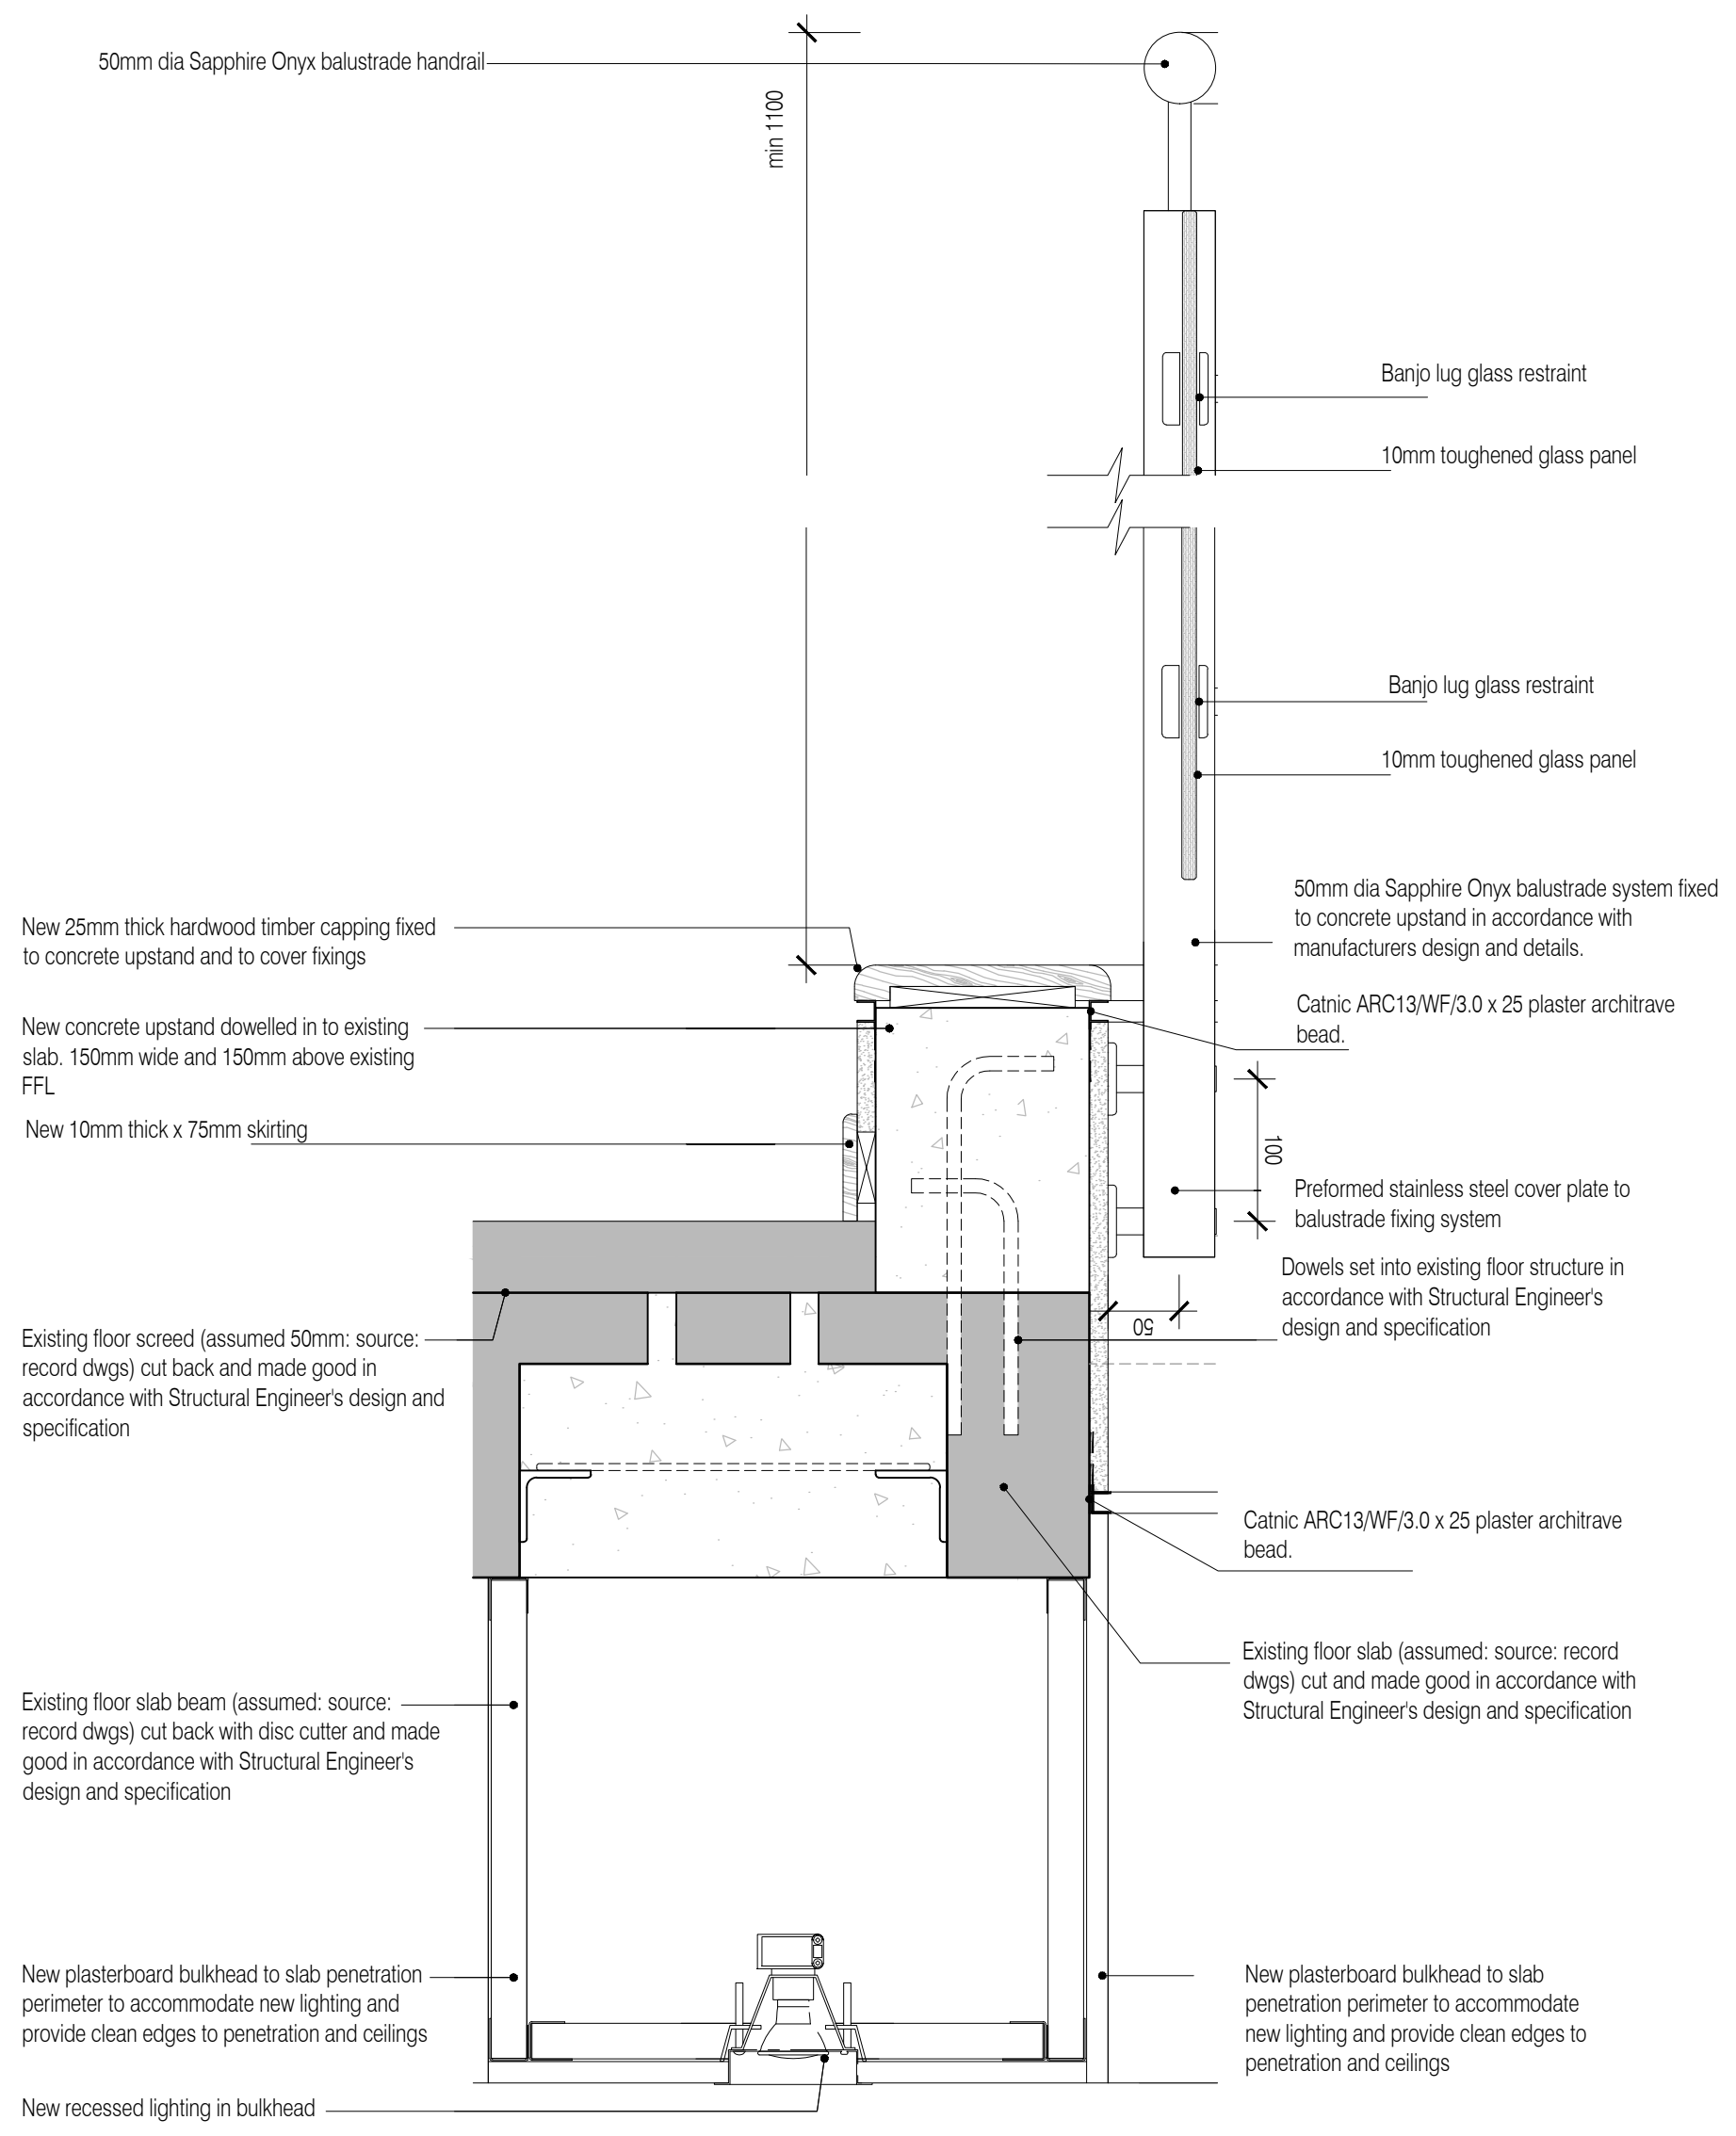 50mm dia Sapphire Onyx balustrade handrail
min 1100
Banjo lug glass restraint
10mm toughened glass panel
Banjo lug glass restraint
10mm toughened glass panel
50mm dia Sapphire Onyx balustrade system fixed
to concrete upstand in accordance with
manufacturers design and details.
New 25mm thick hardwood timber capping fixed
to concrete upstand and to cover fixings
Catnic ARC13/WF/3.0 x 25 plaster architrave
bead.
New concrete upstand dowelled in to existing
slab. 150mm wide and 150mm above existing
FFL
New 10mm thick x 75mm skirting
100
Preformed stainless steel cover plate to
balustrade fixing system
Dowels set into existing floor structure in
accordance with Structural Engineer's
design and specification
50
Existing floor screed (assumed 50mm: source:
record dwgs) cut back and made good in
accordance with Structural Engineer's design and
specification
Catnic ARC13/WF/3.0 x 25 plaster architrave
bead.
Existing floor slab (assumed: source: record
dwgs) cut and made good in accordance with
Structural Engineer's design and specification
Existing floor slab beam (assumed: source:
record dwgs) cut back with disc cutter and made
good in accordance with Structural Engineer's
design and specification
New plasterboard bulkhead to slab penetration
perimeter to accommodate new lighting and
provide clean edges to penetration and ceilings
New plasterboard bulkhead to slab
penetration perimeter to accommodate
new lighting and provide clean edges to
penetration and ceilings
New recessed lighting in bulkhead